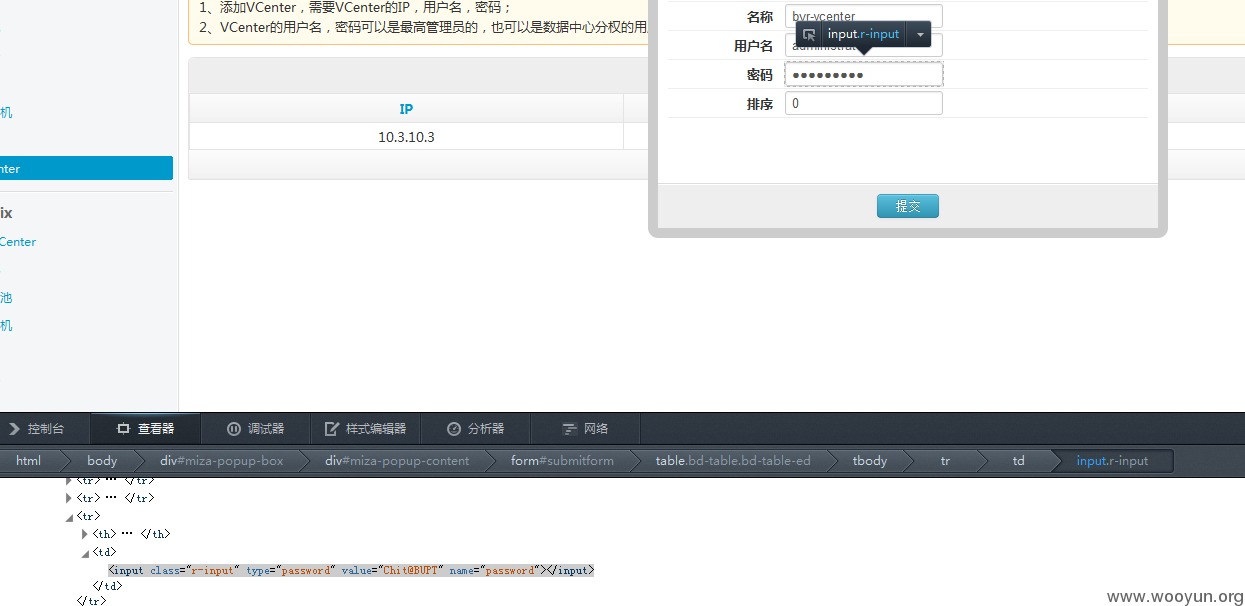 1、添加VCenter，需要VCenter的IP，用户名，密码；
2、VCenter的用户名，密码可以是最高管理员的，也可以是数据中心分权的用
机
nter
ix
Center
池
机
IP
10.3.10.3
名称 byr-vcenter
input.r-input
用户名
密码 ●●●●●●●●●
排序 0
提交
控制台 查看器 调试器 样式编辑器 分析器 网络
html body div#miza-popup-box div#miza-popup-content form#submitform table.bd-table.bd-table-ed tbody tr td input.r-input
<tr> ··· </tr>
<tr> ··· </tr>
<tr>
<th> ··· </th>
<td>
<input class="r-input" type="password" value="Chit@BUPT" name="password"></input>
</td>
</tr>
www.wooyun.org